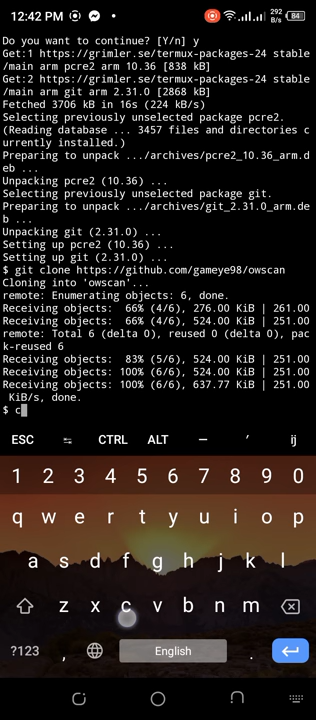 12:42 PM
292 B/s
84
Do you want to continue? [Y/n] y
Get:1 https://grimler.se/termux-packages-24 stable
/main arm pcre2 arm 10.36 [838 kB]
Get:2 https://grimler.se/termux-packages-24 stable
/main arm git arm 2.31.0 [2868 kB]
Fetched 3706 kB in 16s (224 kB/s)
Selecting previously unselected package pcre2.
(Reading database ... 3457 files and directories c
urrently installed.)
Preparing to unpack .../archives/pcre2_10.36_arm.d
eb ...
Unpacking pcre2 (10.36) ...
Selecting previously unselected package git.
Preparing to unpack .../archives/git_2.31.0_arm.de
b ...
Unpacking git (2.31.0) ...
Setting up pcre2 (10.36) ...
Setting up git (2.31.0) ...
$ git clone https://github.com/gameye98/owscan
Cloning into 'owscan'...
remote: Enumerating objects: 6, done.
Receiving objects:  66% (4/6), 276.00 KiB | 261.00
Receiving objects:  66% (4/6), 524.00 KiB | 251.00
remote: Total 6 (delta 0), reused 0 (delta 0), pac
k-reused 6
Receiving objects:  83% (5/6), 524.00 KiB | 251.00
Receiving objects: 100% (6/6), 524.00 KiB | 251.00
Receiving objects: 100% (6/6), 637.77 KiB | 251.00
 KiB/s, done.
$ c
ESC CTRL ALT — ′ ij
1 2 3 4 5 6 7 8 9 0
q w e r t y u i o p
a s d f g h j k l
z x c v b n m
?123 , English .